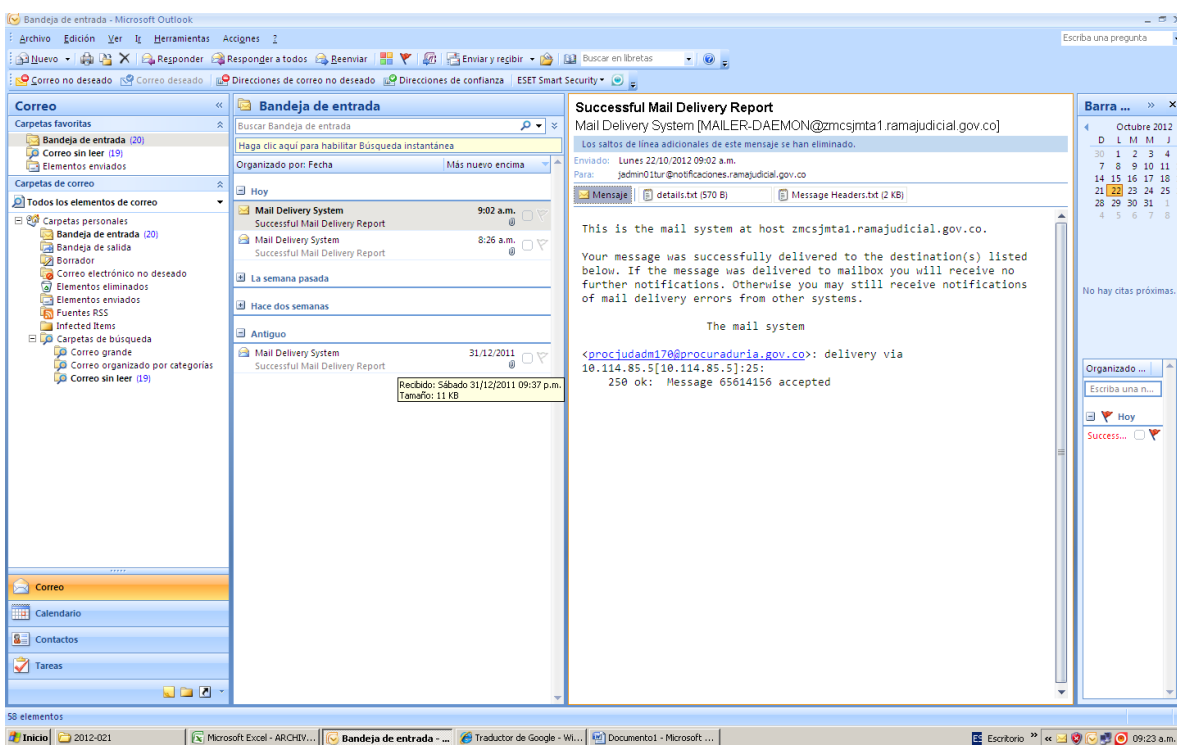 Bandeja de entrada - Microsoft Outlook
Archivo Edición Ver Ir Herramientas Acciones ?
Escriba una pregunta
Nuevo Responder Responder a todos Reenviar Enviar y recibir Buscar en libretas
Correo no deseado Correo deseado Direcciones de correo no deseado Direcciones de confianza ESET Smart Security
Correo
Carpetas favoritas
Bandeja de entrada (20)
Correo sin leer (19)
Elementos enviados
Carpetas de correo
Todos los elementos de correo
Carpetas personales
Bandeja de entrada (20)
Bandeja de salida
Borrador
Correo electrónico no deseado
Elementos eliminados
Elementos enviados
Fuentes RSS
Infected Items
Carpetas de búsqueda
Correo grande
Correo organizado por categorías
Correo sin leer (19)
Correo
Calendario
Contactos
Tareas
Bandeja de entrada
Buscar Bandeja de entrada
Haga clic aquí para habilitar Búsqueda instantánea
Organizado por: Fecha Más nuevo encima
Hoy
Mail Delivery System 9:02 a.m.
Successful Mail Delivery Report
Mail Delivery System 8:26 a.m.
Successful Mail Delivery Report
La semana pasada
Hace dos semanas
Antiguo
Mail Delivery System 31/12/2011
Successful Mail Delivery Report
Recibido: Sábado 31/12/2011 09:37 p.m.
Tamaño: 11 KB
Successful Mail Delivery Report
Mail Delivery System [MAILER-DAEMON@zmcsjmta1.ramajudicial.gov.co]
Los saltos de línea adicionales de este mensaje se han eliminado.
Enviado: Lunes 22/10/2012 09:02 a.m.
Para: jadmin01tur@notificaciones.ramajudicial.gov.co
Mensaje details.txt (570 B) Message Headers.txt (2 KB)
This is the mail system at host zmcsjmta1.ramajudicial.gov.co.
Your message was successfully delivered to the destination(s) listed
below. If the message was delivered to mailbox you will receive no
further notifications. Otherwise you may still receive notifications
of mail delivery errors from other systems.
The mail system
<procjudadm170@procuraduria.gov.co>: delivery via
10.114.85.5[10.114.85.5]:25:
250 ok: Message 65614156 accepted
Barra ...
Octubre 2012
D L M M J
30 1 2 3 4
7 8 9 10 11
14 15 16 17 18
21 22 23 24 25
28 29 30 31 1
4 5 6 7 8
No hay citas próximas.
Organizado ...
Escriba una n...
Hoy
Success...
58 elementos
Inicio 2012-021 Microsoft Excel - ARCHIV... Bandeja de entrada - ... Traductor de Google - Wi... Documento1 - Microsoft ... ES Escritorio 09:23 a.m.